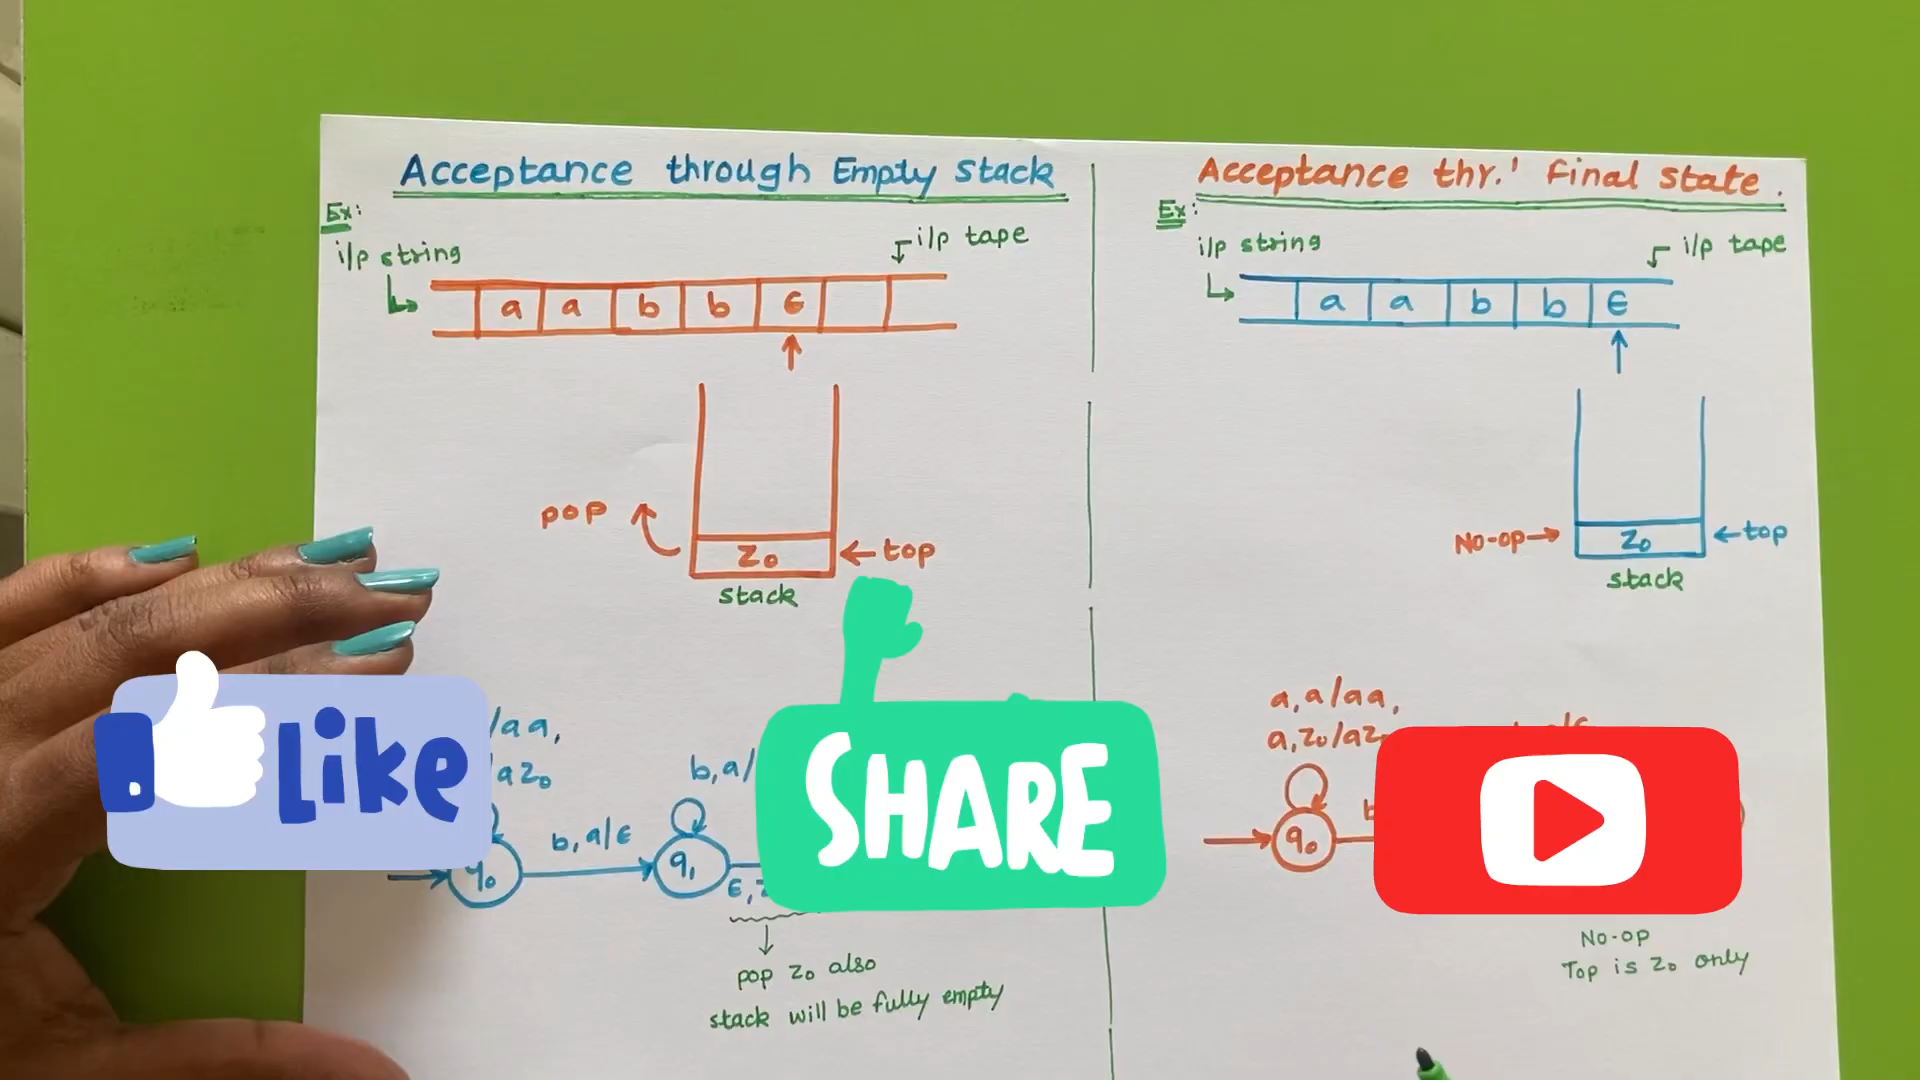 Acceptance through Empty Stack
Ex:
i/p string
i/p tape
a a b b ε
pop
Z₀
←top
stack
/aa,
/aZ₀
b,a/
b,a/ε
q₀
q₁
ε,
↓
pop Z₀ also
stack will be fully empty
Acceptance thr.' Final state.
Ex:
i/p string
i/p tape
a a b b ε
No-op→
Z₀
←top
stack
a,a/aa,
a,Z₀/aZ₀
q₀
No-op
Top is Z₀ only
Like
SHARE